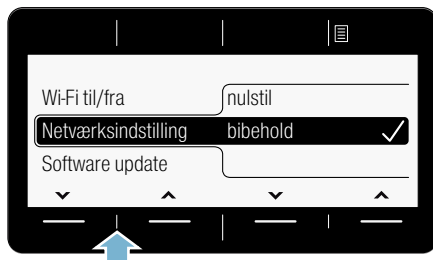 Wi-Fi til/fra nulstil
Netværksindstilling bibehold
Software update